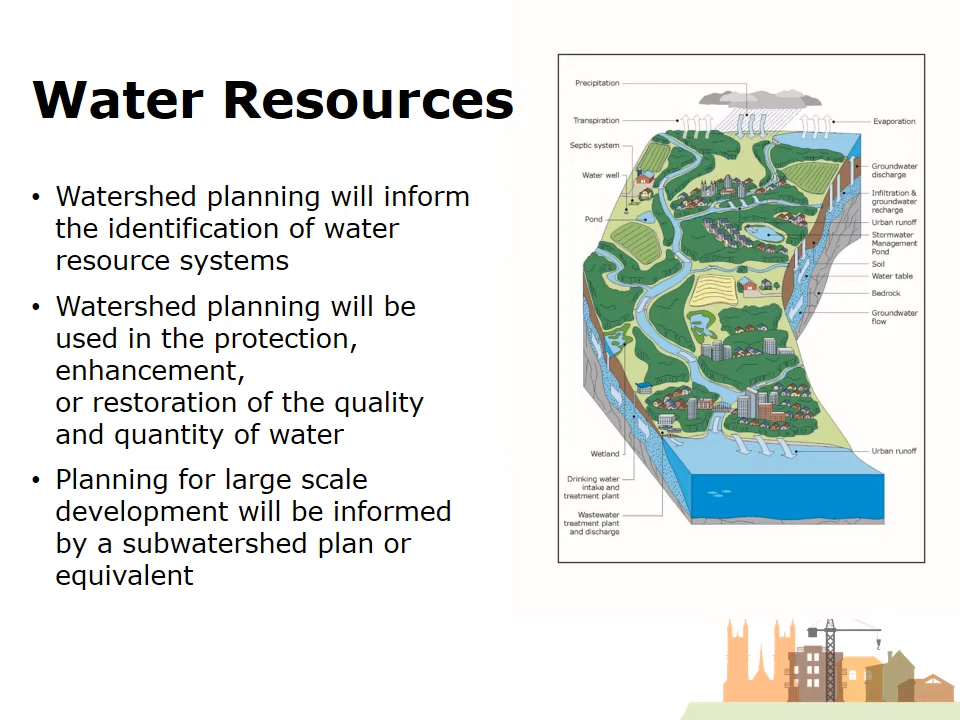 Water Resources
• Watershed planning will inform
the identification of water
resource systems
• Watershed planning will be
used in the protection,
enhancement,
or restoration of the quality
and quantity of water
• Planning for large scale
development will be informed
by a subwatershed plan or
equivalent
Precipitation
Transpiration
Septic system
Water well
Pond
Wetland
Drinking water
intake and
treatment plant
Wastewater
treatment plant
and discharge
Evaporation
Groundwater
discharge
Infiltration &
groundwater
recharge
Urban runoff
Stormwater
Management
Pond
Soil
Water table
Bedrock
Groundwater
flow
Urban runoff